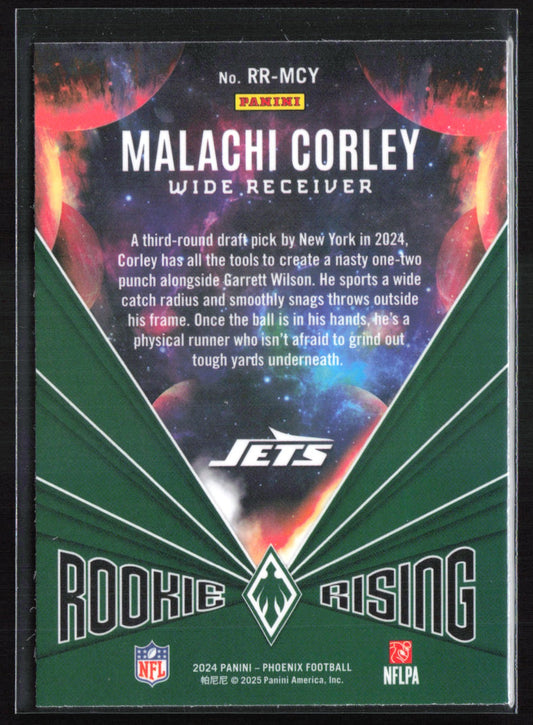 No. RR-MCY
PANINI
MALACHI CORLEY
WIDE RECEIVER
A third-round draft pick by New York in 2024,
Corley has all the tools to create a nasty one-two
punch alongside Garrett Wilson. He sports a wide
catch radius and smoothly snags throws outside
his frame. Once the ball is in his hands, he's a
physical runner who isn't afraid to grind out
tough yards underneath.
JETS
ROOKIE RISING
NFL
2024 PANINI – PHOENIX FOOTBALL
帕尼尼 © 2025 Panini America, Inc.
NFLPA